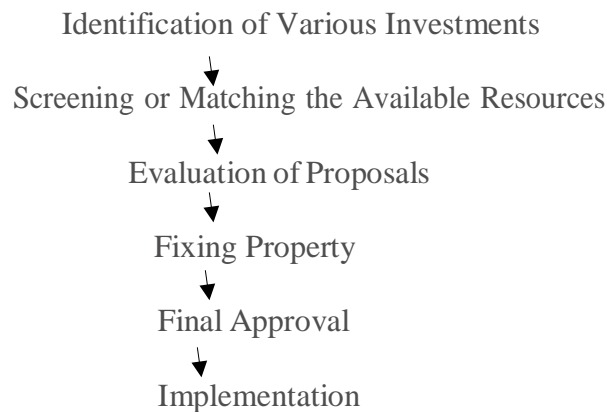 Identification of Various Investments
Screening or Matching the Available Resources
Evaluation of Proposals
Fixing Property
Final Approval
Implementation